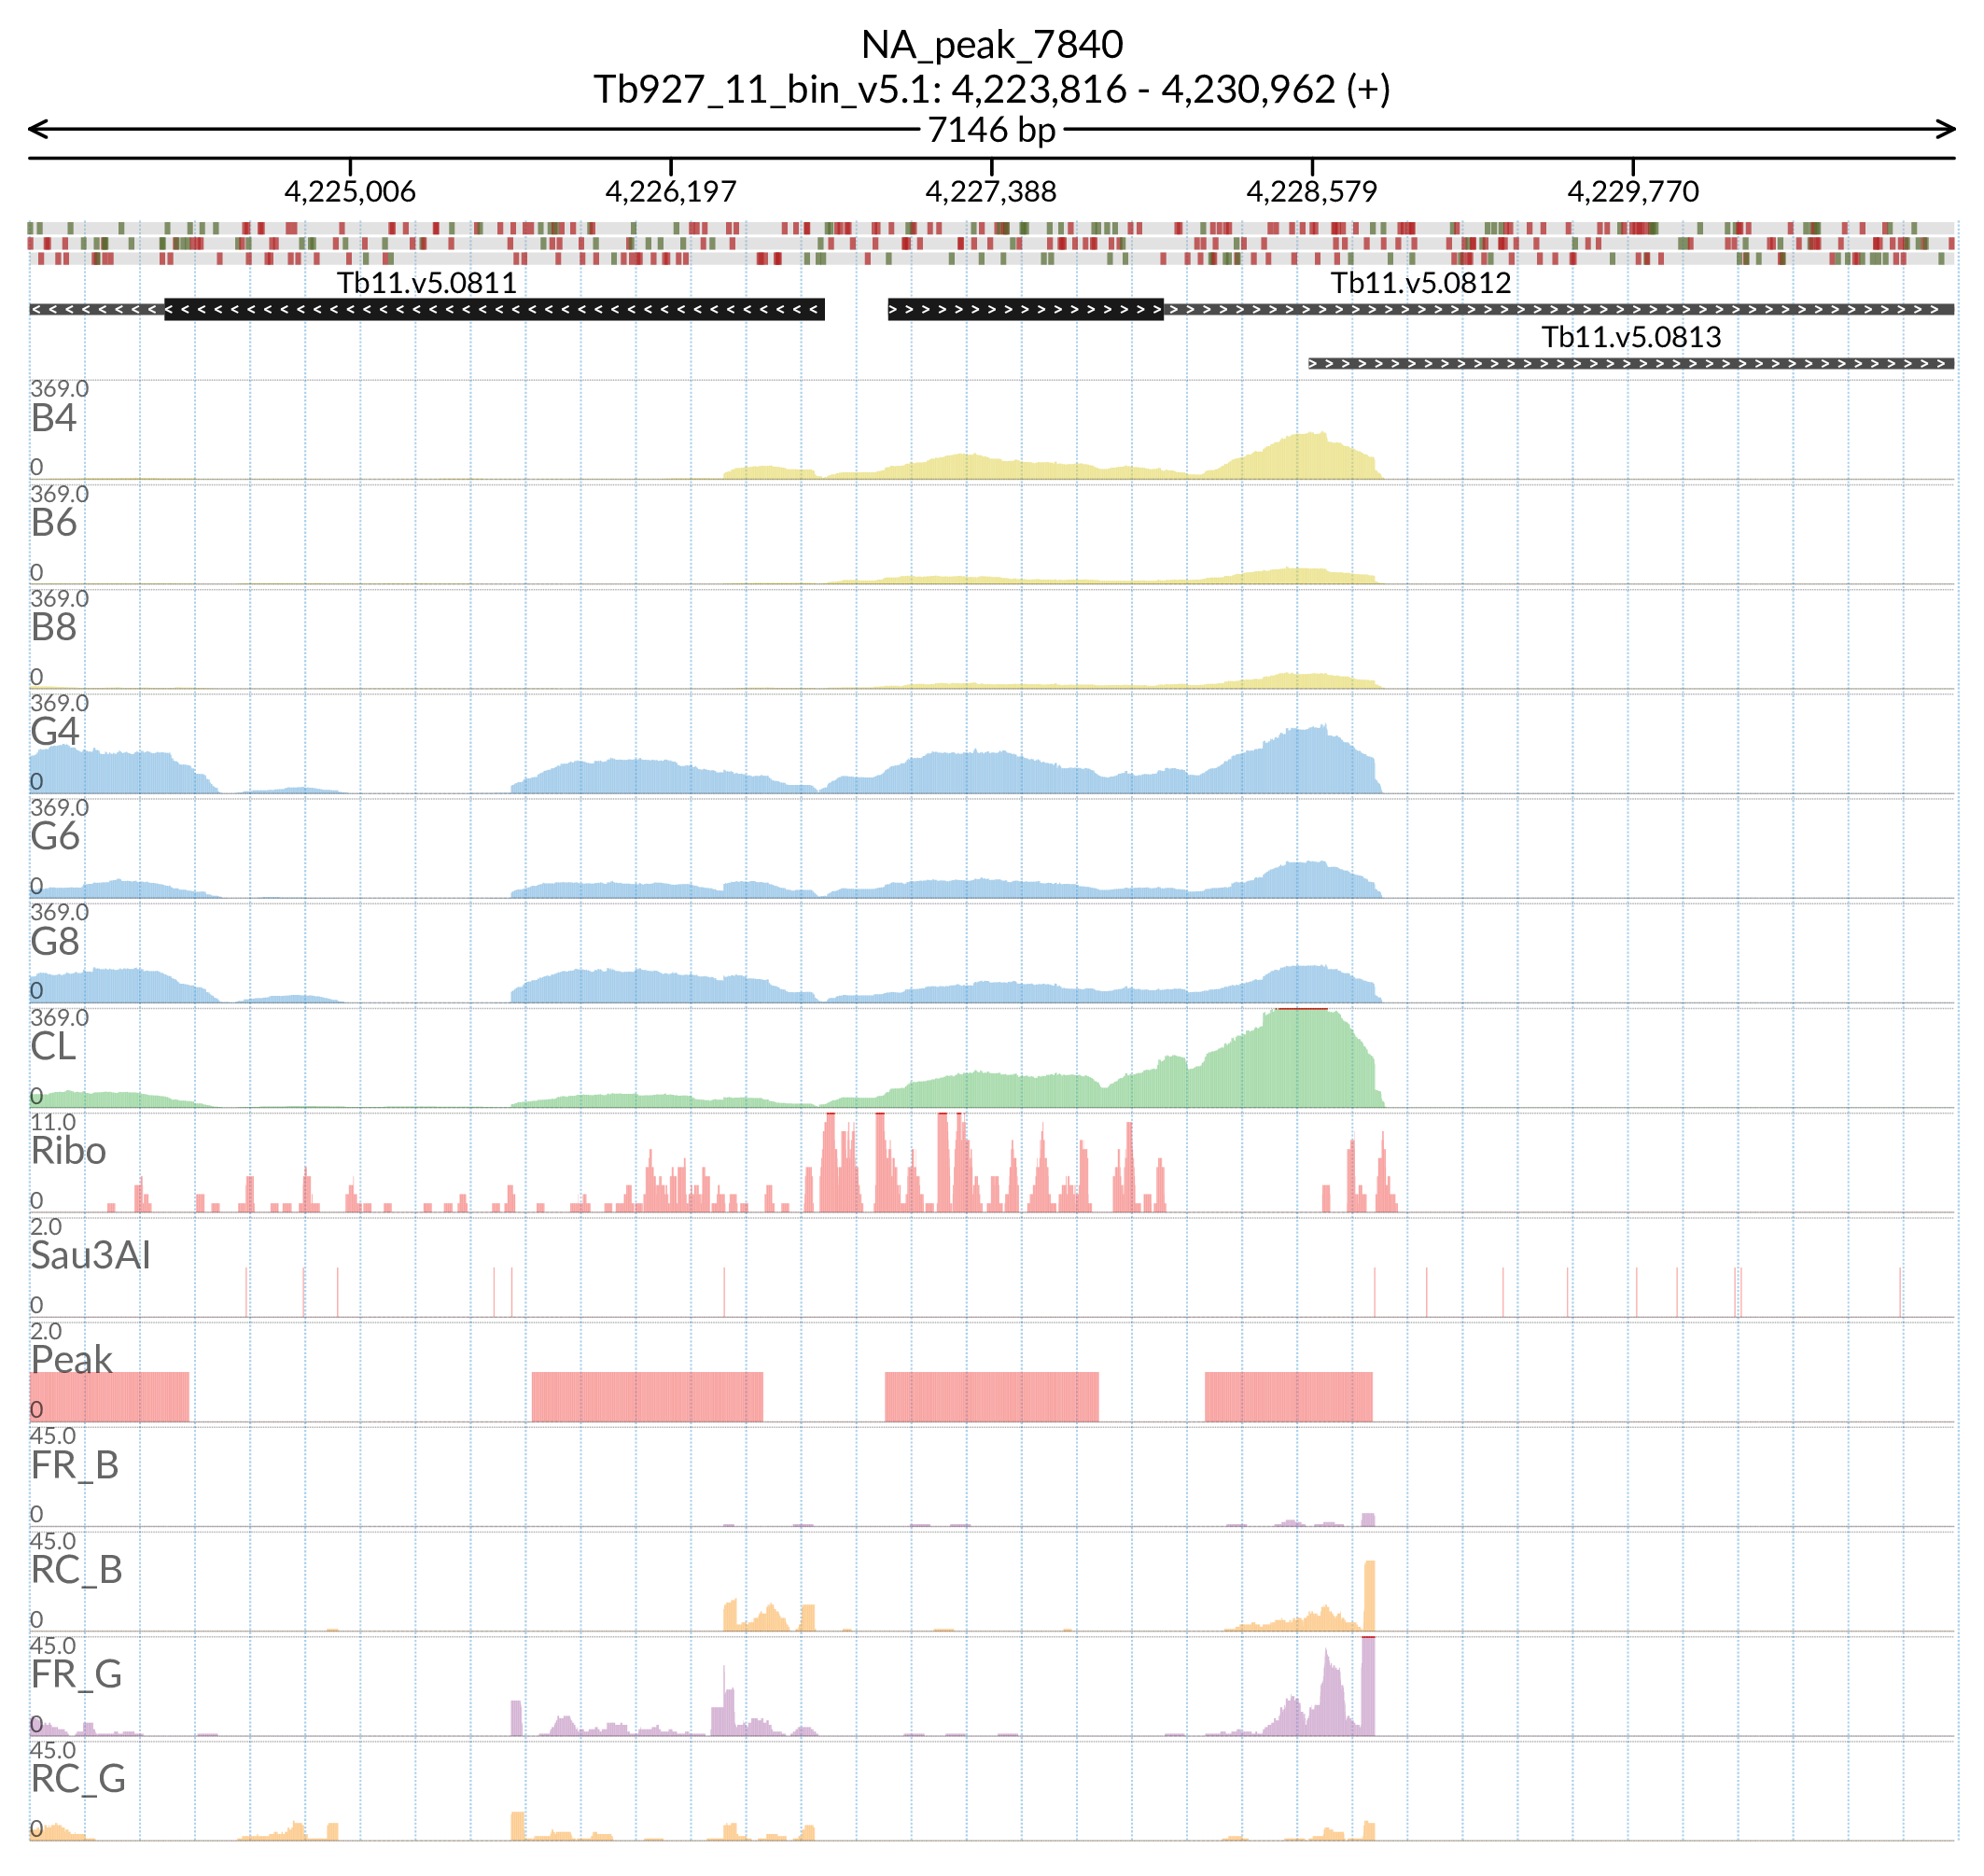 NA_peak_7840
Tb927_11_bin_v5.1: 4,223,816 - 4,230,962 (+)
7146 bp
4,225,006 4,226,197 4,227,388 4,228,579 4,229,770
Tb11.v5.0811 Tb11.v5.0812
Tb11.v5.0813
369.0
B4
0
369.0
B6
0
369.0
B8
0
369.0
G4
0
369.0
G6
0
369.0
G8
0
369.0
CL
0
11.0
Ribo
0
2.0
Sau3AI
0
2.0
Peak
0
45.0
FR_B
0
45.0
RC_B
0
45.0
FR_G
0
45.0
RC_G
0